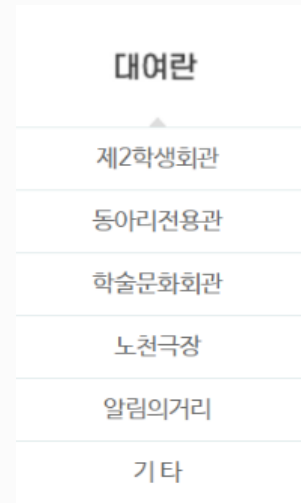 대여란
제2학생회관
동아리전용관
학술문화회관
노천극장
알림의거리
기 타